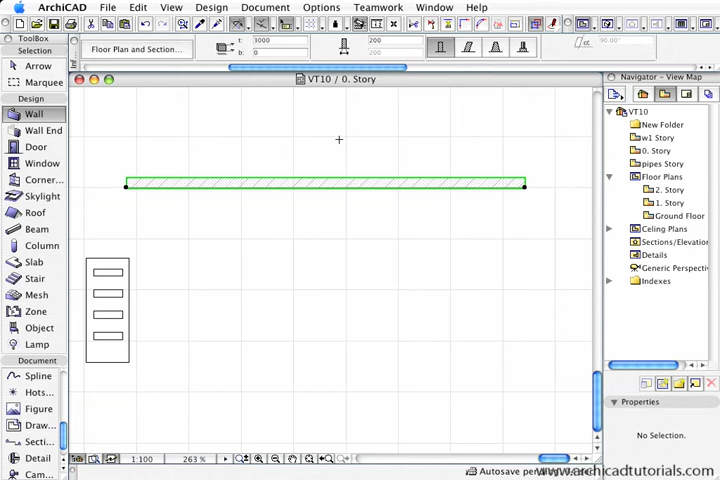 ArchiCAD File Edit View Design Document Options Teamwork Window Help
ToolBox
Selection
Arrow
Marquee
Design
Wall
Wall End
Door
Window
Corner...
Skylight
Roof
Beam
Column
Slab
Stair
Mesh
Zone
Object
Lamp
Document
Spline
Hots...
Figure
Draw...
Secti...
Detail
Cam...
Floor Plan and Section...
t: 3000
b: 0
200
200
90.00°
VT10 / 0. Story
1:100
263 %
Navigator - View Map
VT10
New Folder
w1 Story
0. Story
pipes Story
Floor Plans
2. Story
1. Story
Ground Floor
Celing Plans
Sections/Elevation
Details
Generic Perspectiv
Indexes
Properties
No Selection.
Autosave per
www.archicadtutorials.com